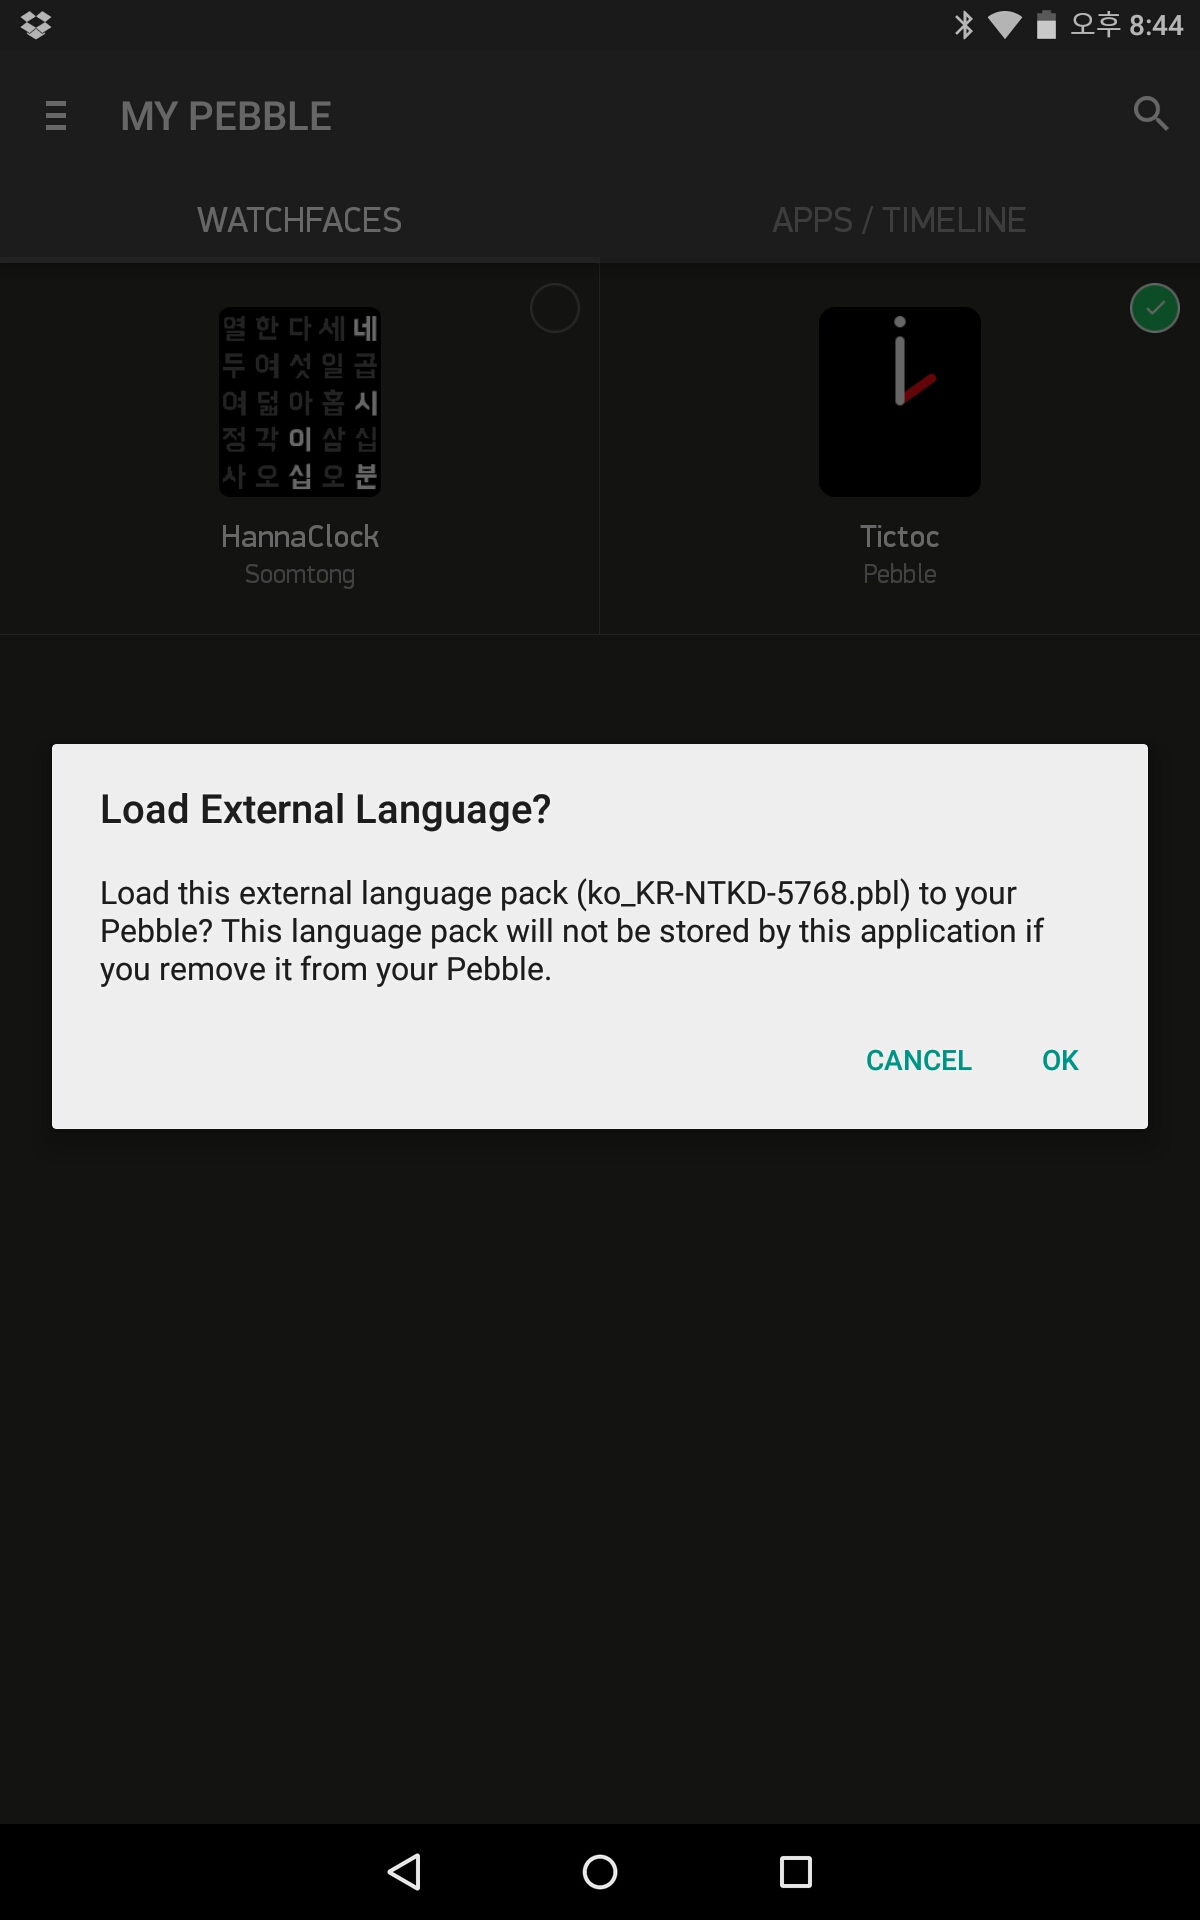 오후 8:44
MY PEBBLE
WATCHFACES
APPS / TIMELINE
열 한 다 세 네
두 여 섯 일 곱
여 덟 아 홉 시
정 각 이 삼 십
사 오 십 오 분
HannaClock
Soomtong
Tictoc
Pebble
Load External Language?
Load this external language pack (ko_KR-NTKD-5768.pbl) to your
Pebble? This language pack will not be stored by this application if
you remove it from your Pebble.
CANCEL
OK